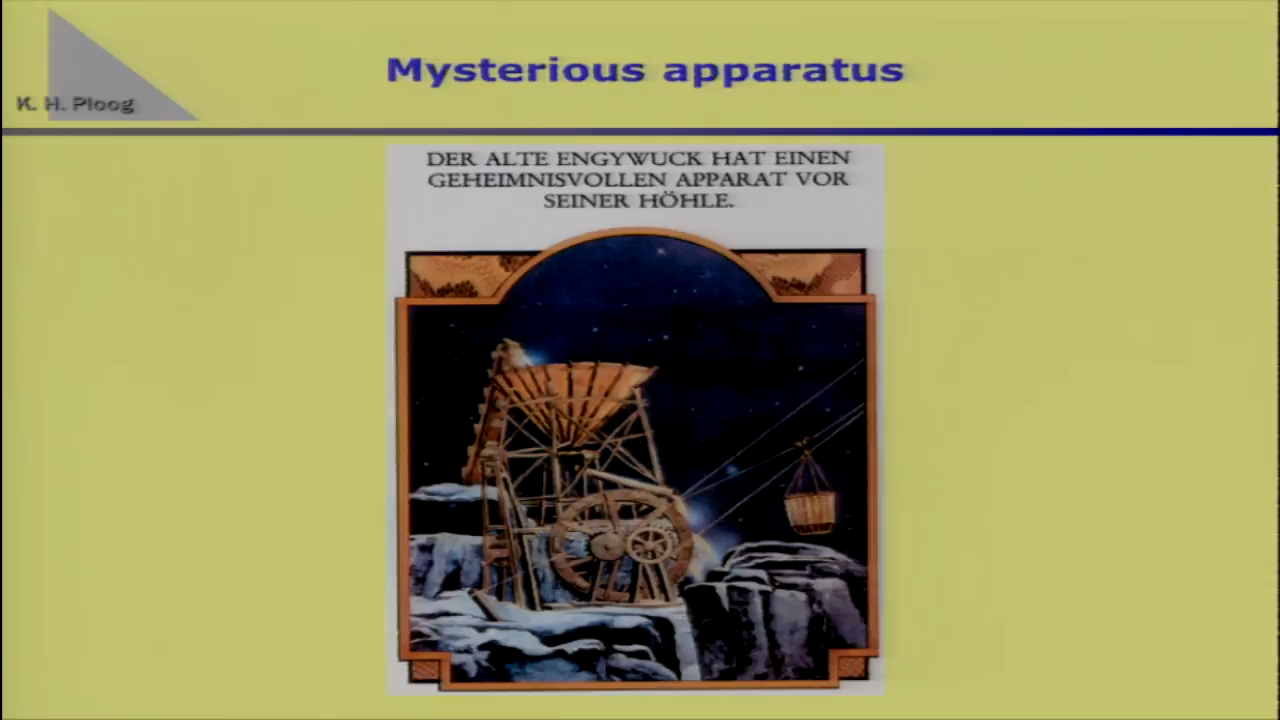 Mysterious apparatus
K. H. Ploog
DER ALTE ENGYWUCK HAT EINEN
GEHEIMNISVOLLEN APPARAT VOR
SEINER HÖHLE.